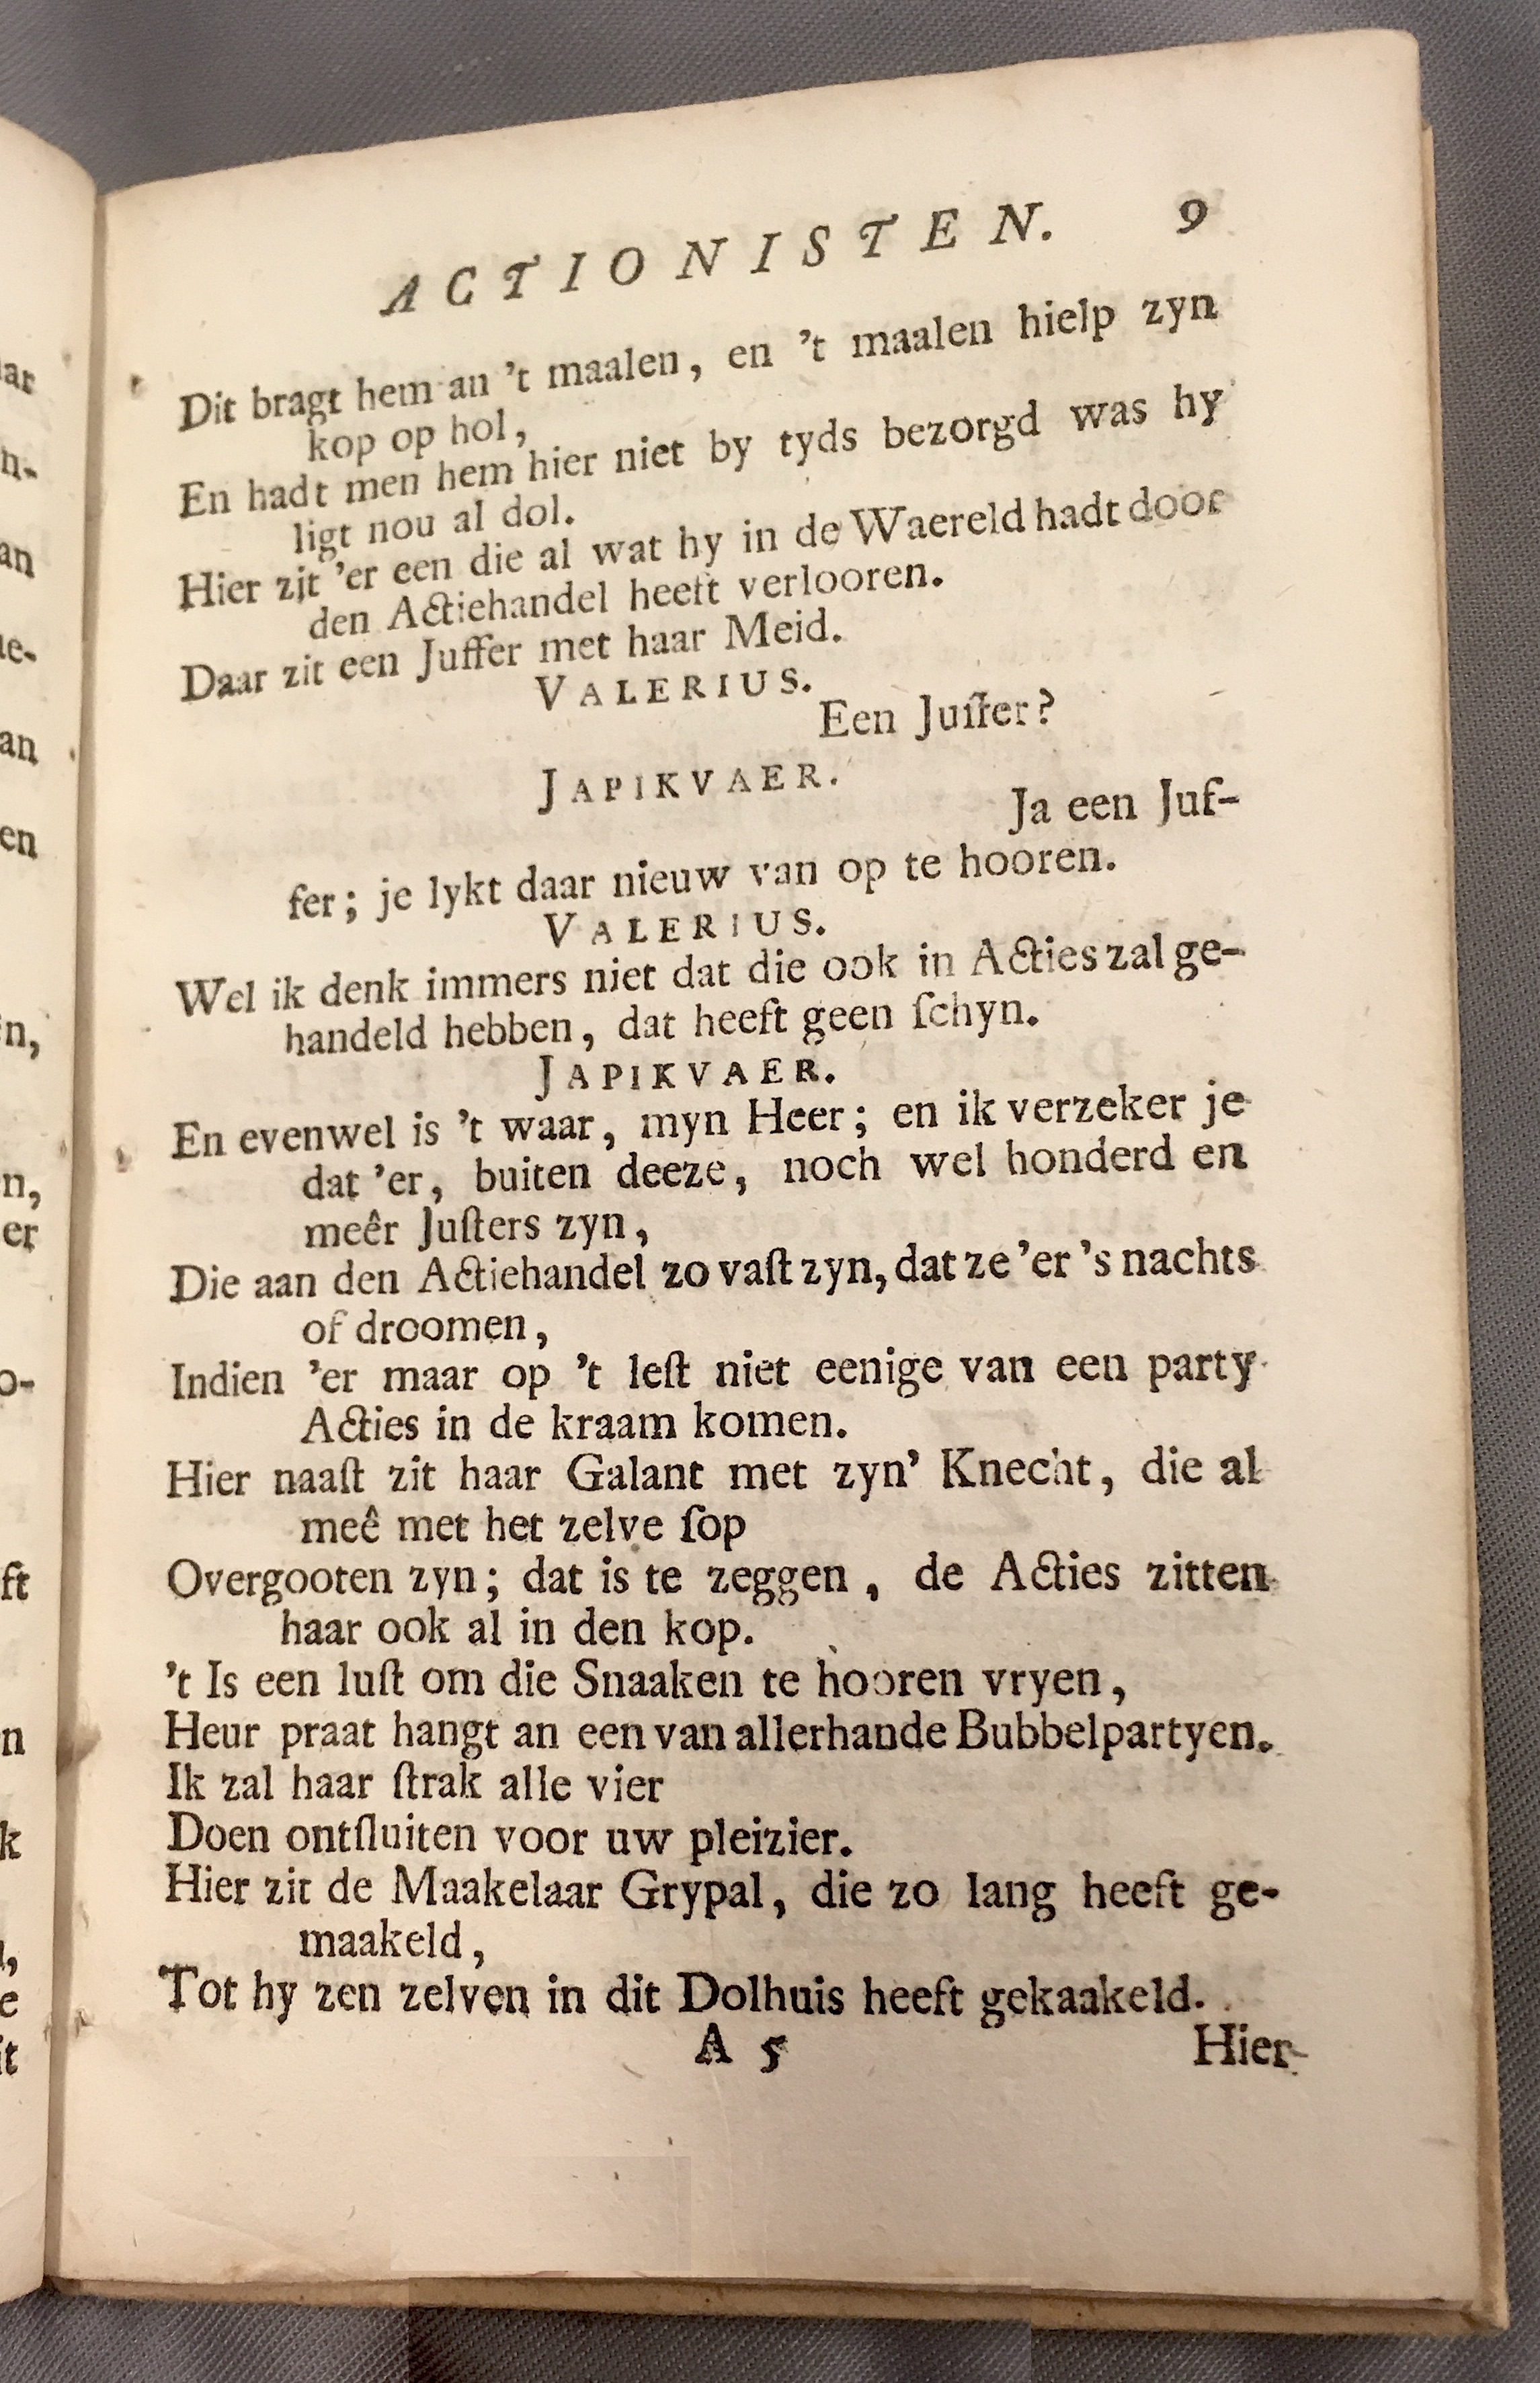 ACTIONISTEN. 9
Dit bragt hem an 't maalen, en 't maalen hielp zyn
kop op hol,
En hadt men hem hier niet by tyds bezorgd was hy
ligt nou al dol.
Hier zit 'er een die al wat hy in de Waereld hadt door
den Actiehandel heeft verlooren.
Daar zit een Juffer met haar Meid.
VALERIUS.
Een Juffer?
JAPIKVAER.
Ja een Juf-
fer; je lykt daar nieuw van op te hooren.
VALERIUS.
Wel ik denk immers niet dat die ook in Acties zal ge-
handeld hebben, dat heeft geen ſchyn.
JAPIKVAER.
En evenwel is 't waar, myn Heer; en ik verzeker je
dat 'er, buiten deeze, noch wel honderd en
meêr Juffers zyn,
Die aan den Actiehandel zo vaſt zyn, dat ze 'er 's nachts
of droomen,
Indien 'er maar op 't leſt niet eenige van een party
Acties in de kraam komen.
Hier naaſt zit haar Galant met zyn' Knecht, die al
meê met het zelve ſop
Overgooten zyn; dat is te zeggen, de Acties zitten
haar ook al in den kop.
't Is een luſt om die Snaaken te hooren vryen,
Heur praat hangt an een van allerhande Bubbelpartyen.
Ik zal haar ſtrak alle vier
Doen ontſluiten voor uw pleizier.
Hier zit de Maakelaar Grypal, die zo lang heeft ge-
maakeld,
Tot hy zen zelven in dit Dolhuis heeft gekaakeld.
A 5 Hier